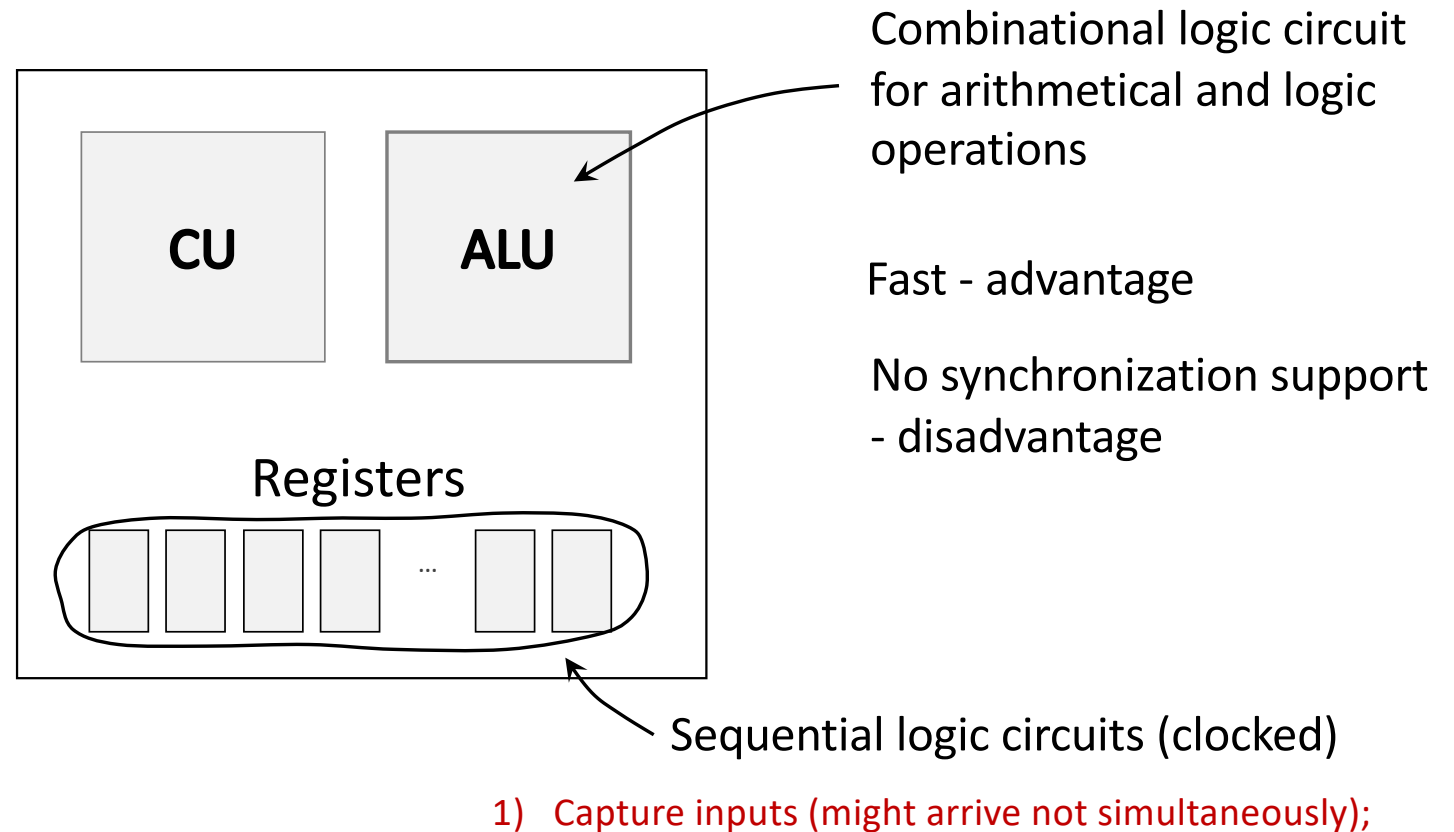 Combinational logic circuit
for arithmetical and logic
operations
CU
ALU
Fast - advantage
No synchronization support
- disadvantage
Registers
...
Sequential logic circuits (clocked)
1) Capture inputs (might arrive not simultaneously);